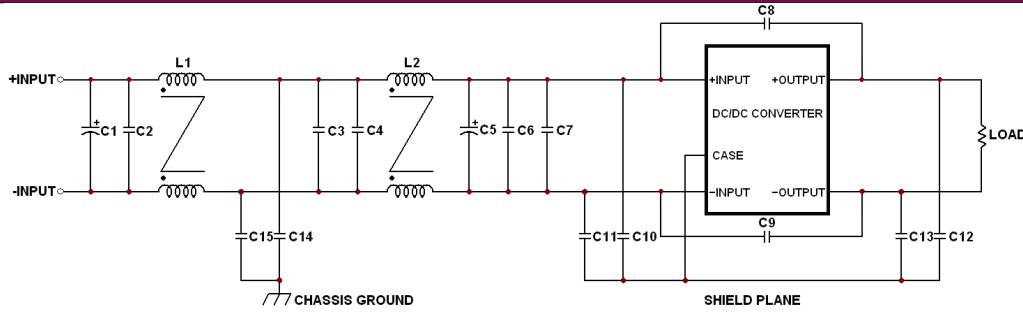 C8
L1
L2
+INPUT
+INPUT
+OUTPUT
DC/DC CONVERTER
+
C1
C2
C3
C4
+
C5
C6
C7
LOAD
CASE
-INPUT
−INPUT
−OUTPUT
C9
C15
C14
C11
C10
C13
C12
CHASSIS GROUND
SHIELD PLANE